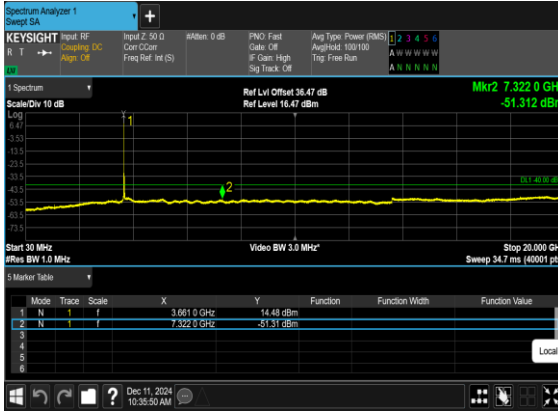 Spectrum Analyzer 1
Swept SA
+
KEYSIGHT Input: RF Input Z: 50 Ω #Atten: 0 dB PNO: Fast Avg Type: Power (RMS) 1 2 3 4 5 6
R T Coupling: DC Corr CCorr Gate: Off Avg|Hold: 100/100 A W W W W W
Align: Off Freq Ref: Int (S) IF Gain: High Trig: Free Run
Sig Track: Off A N N N N N
1 Spectrum Ref Lvl Offset 36.47 dB Mkr2 7.322 0 GH
Scale/Div 10 dB Ref Level 16.47 dBm -51.312 dB
Log
6.47
-3.53
-13.5
-23.5
-33.5
-43.5
-53.5
-63.5
-73.5
1
2
DL1 -40.00 dB
Start 30 MHz Video BW 3.0 MHz* Stop 20.000 GH
#Res BW 1.0 MHz Sweep 34.7 ms (40001 pt
5 Marker Table
Mode Trace Scale X Y Function Function Width Function Value
1 N 1 f 3.661 0 GHz 14.48 dBm
2 N 1 f 7.322 0 GHz -51.31 dBm
3
4
5
6
Local
? Dec 11, 2024
10:35:50 AM